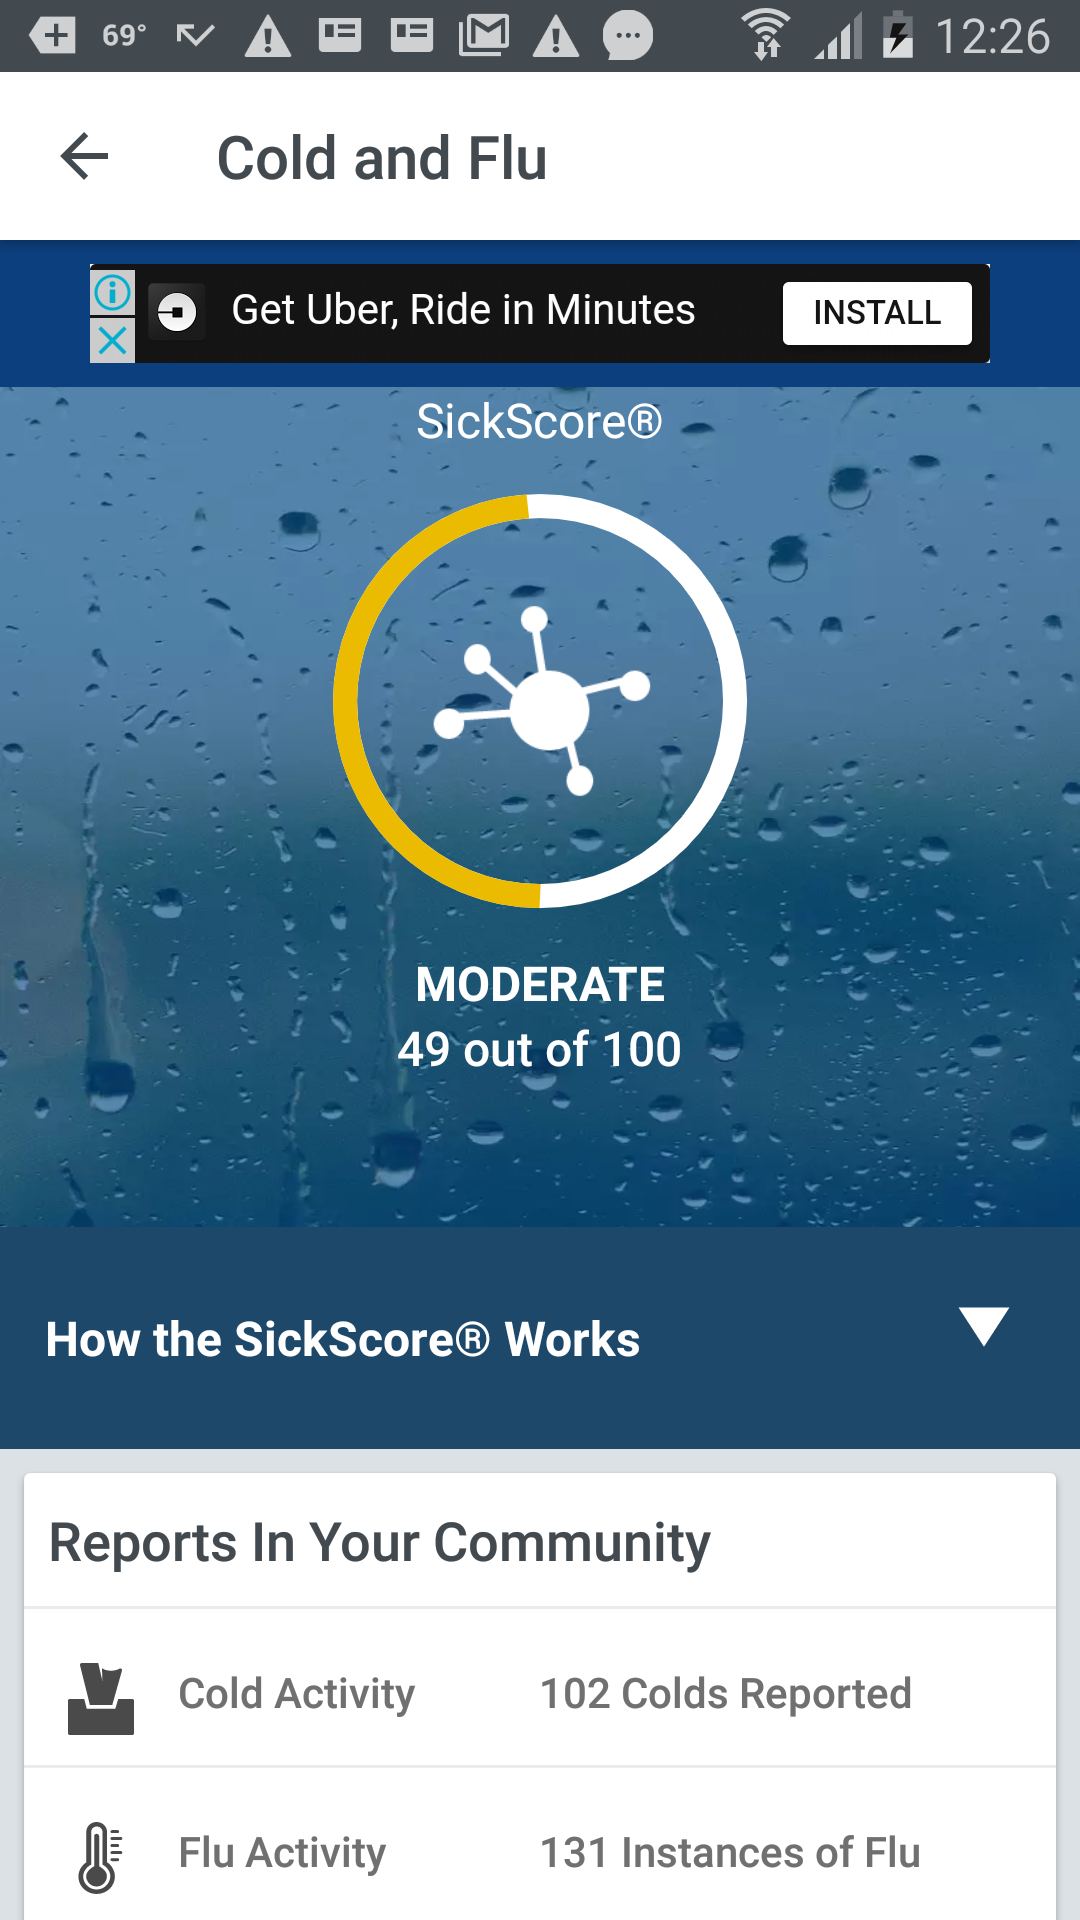 69° 12:26
Cold and Flu
Get Uber, Ride in Minutes INSTALL
SickScore®
MODERATE
49 out of 100
How the SickScore® Works
Reports In Your Community
Cold Activity 102 Colds Reported
Flu Activity 131 Instances of Flu